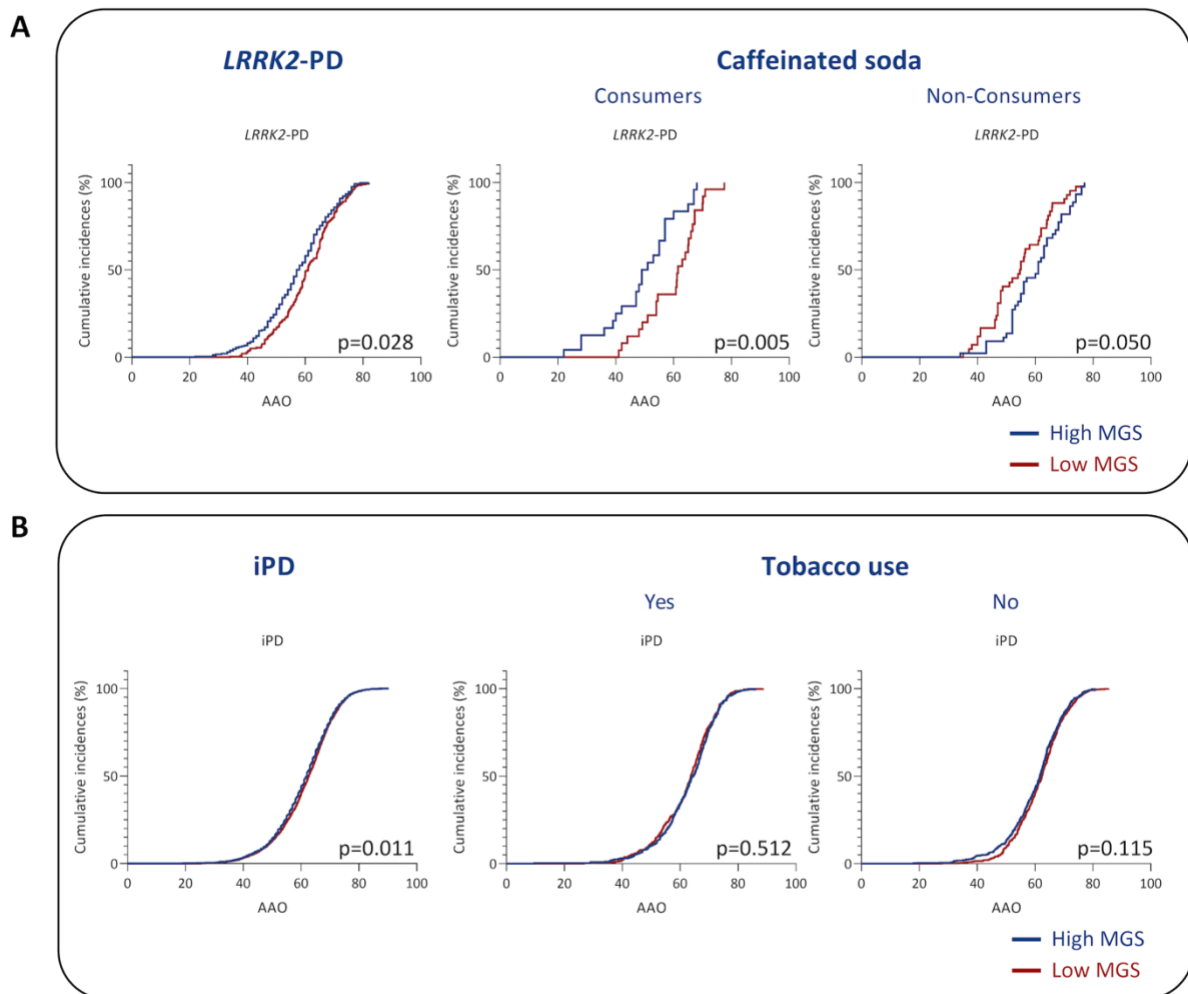 A
LRRK2-PD
Caffeinated soda
Consumers
Non-Consumers
LRRK2-PD
LRRK2-PD
LRRK2-PD
Cumulative incidences (%)
100
50
0
0 20 40 60 80 100
AAO
p=0.028
Cumulative incidences (%)
100
50
0
0 20 40 60 80 100
AAO
p=0.005
Cumulative incidences (%)
100
50
0
0 20 40 60 80 100
AAO
p=0.050
High MGS
Low MGS
B
iPD
Tobacco use
Yes
No
iPD
iPD
iPD
Cumulative incidences (%)
100
50
0
0 20 40 60 80 100
AAO
p=0.011
Cumulative incidences (%)
100
50
0
0 20 40 60 80 100
AAO
p=0.512
Cumulative incidences (%)
100
50
0
0 20 40 60 80 100
AAO
p=0.115
High MGS
Low MGS